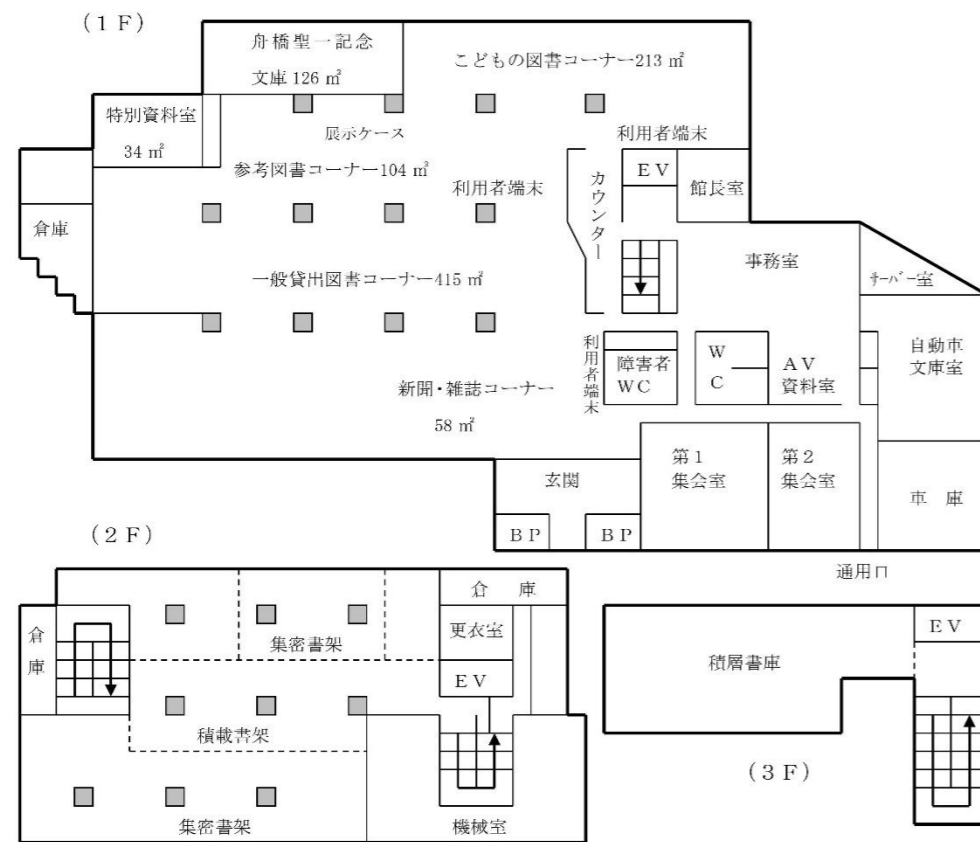 (1F)
舟橋聖一記念
文庫 126 ㎡
こどもの図書コーナー213 ㎡
特別資料室
34 ㎡
展示ケース
利用者端末
参考図書コーナー104 ㎡
利用者端末
カウンター
EV
館長室
倉庫
事務室
一般貸出図書コーナー415 ㎡
サーバー室
利用者端末
障害者
WC
WC
AV
資料室
自動車
文庫室
新聞・雑誌コーナー
58 ㎡
玄関
第1
集会室
第2
集会室
車 庫
BP
BP
通用口
(2F)
倉 庫
倉庫
更衣室
集密書架
EV
積載書架
集密書架
機械室
EV
積層書庫
(3F)